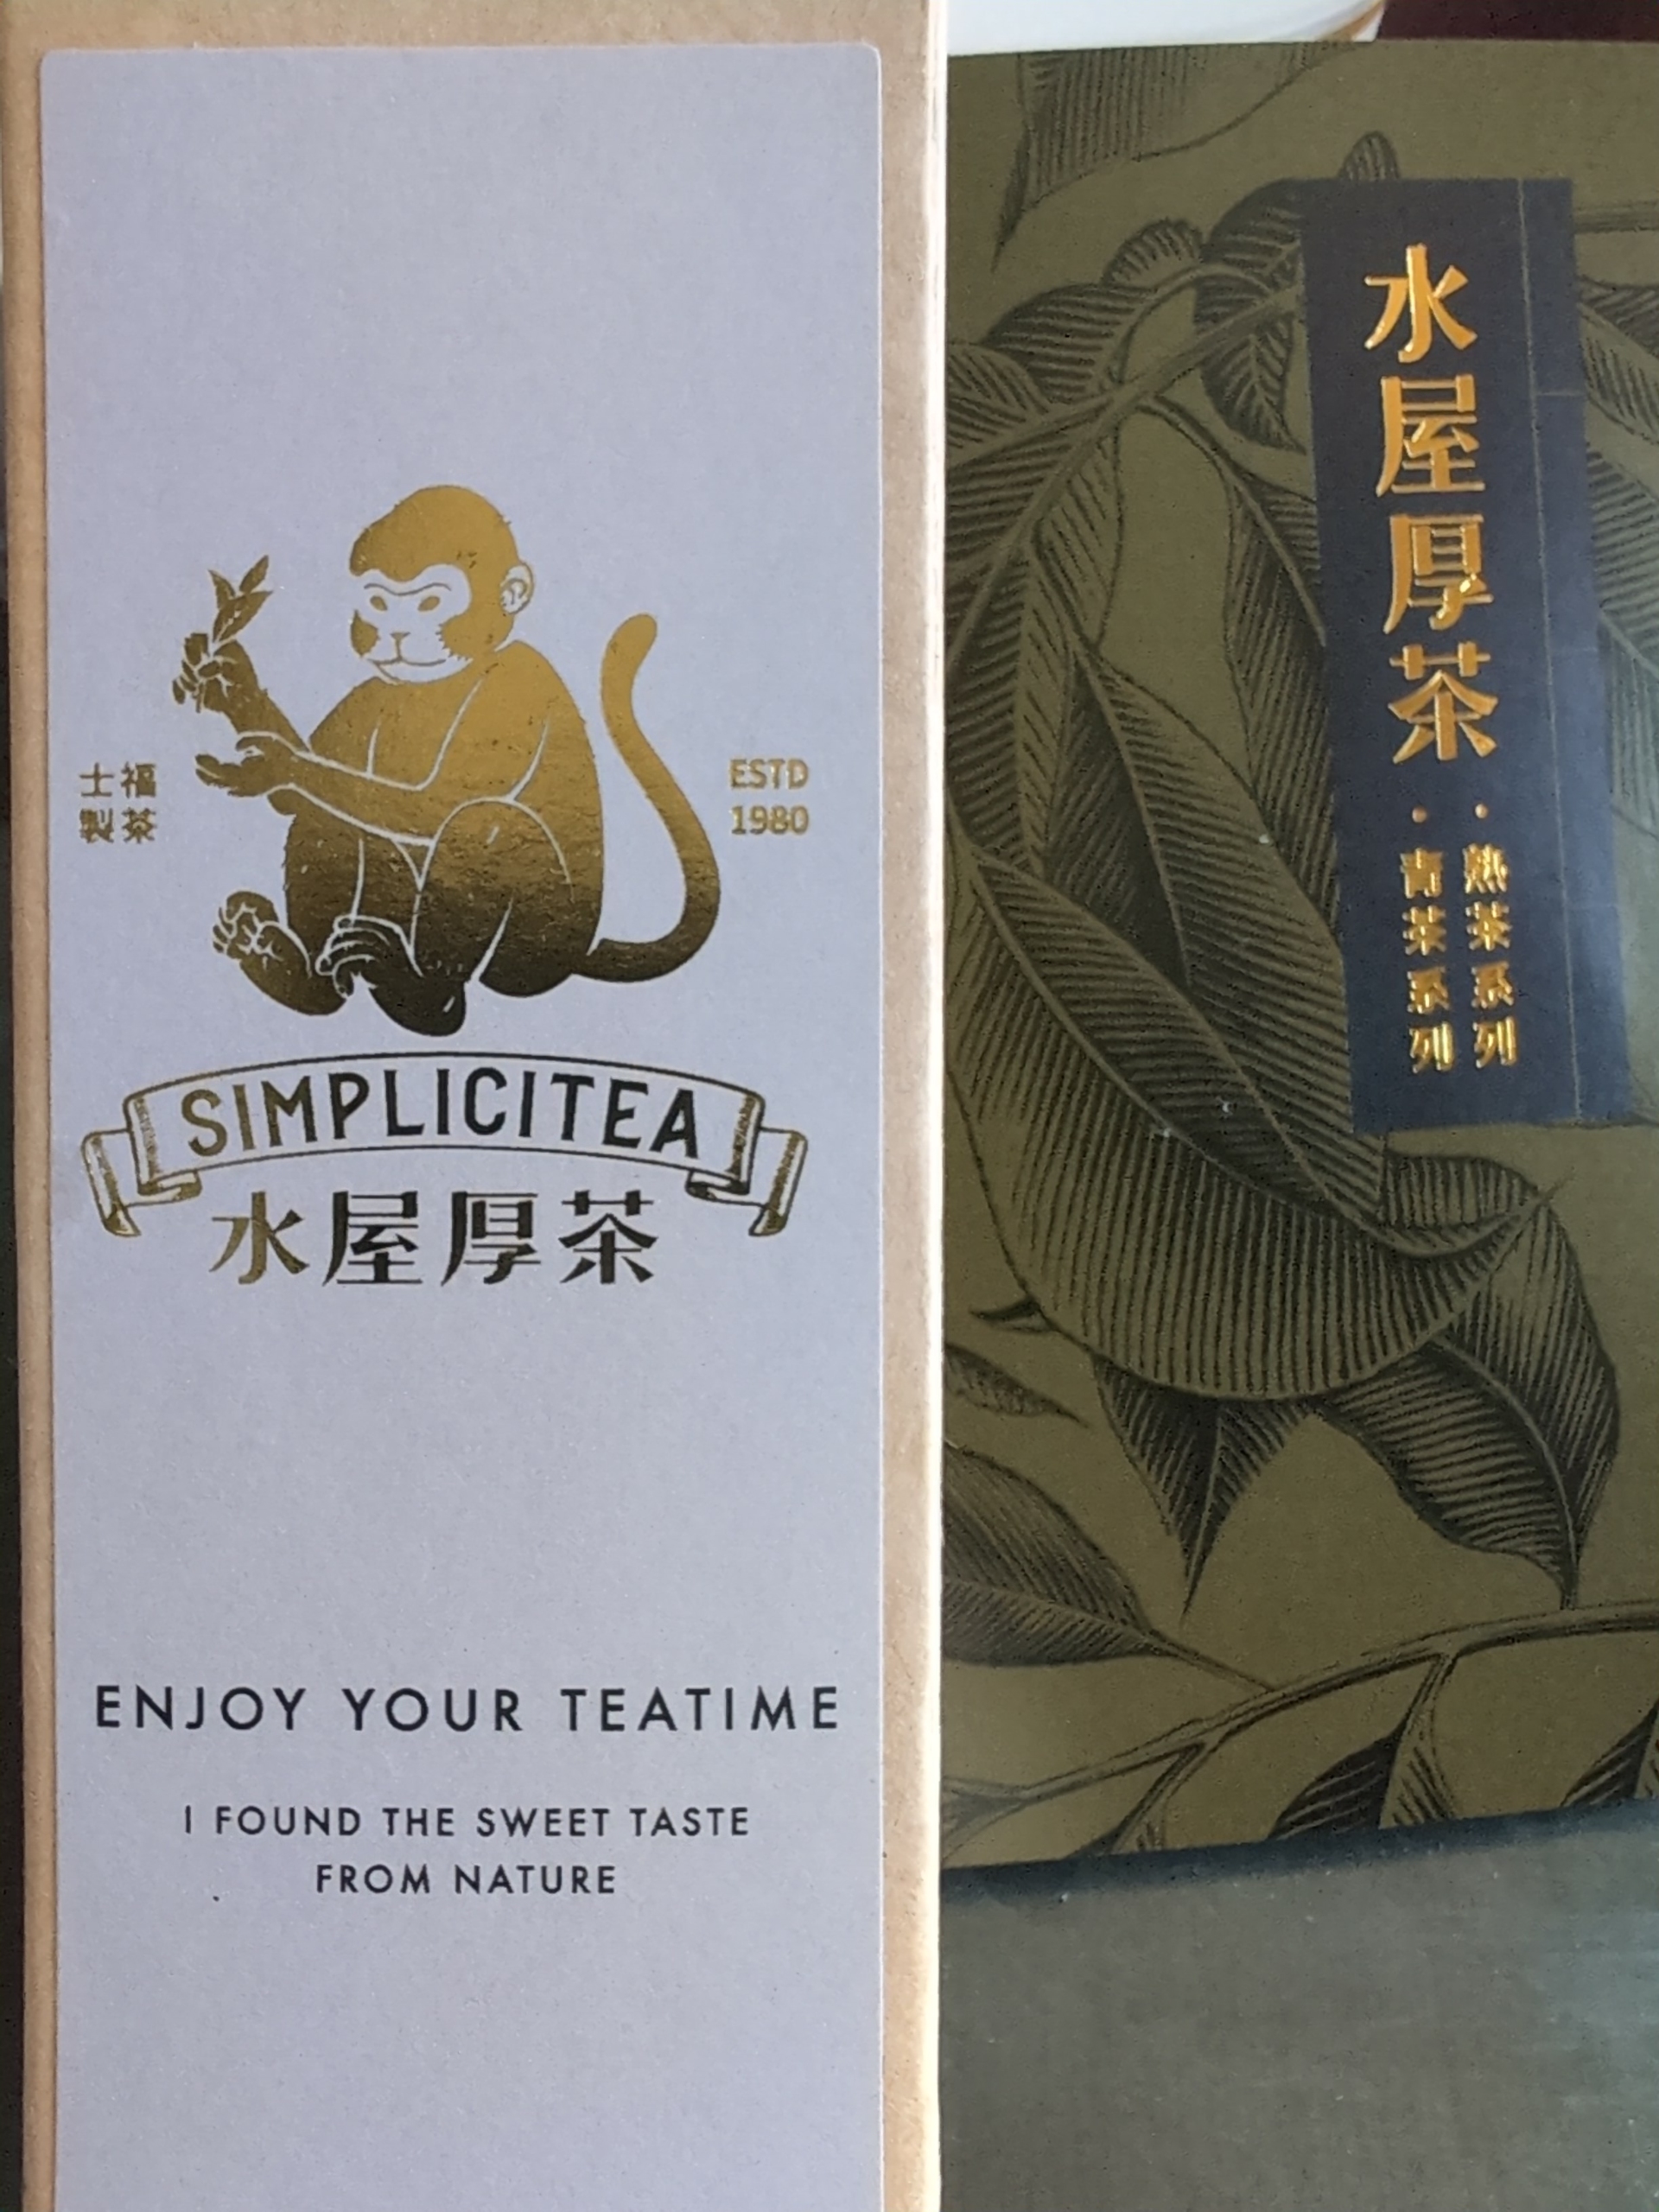 士福
製茶
ESTD
1980
SIMPLICITEA
水屋厚茶
ENJOY YOUR TEATIME
I FOUND THE SWEET TASTE
FROM NATURE
水屋厚茶
·熟茶系列
·青茶系列